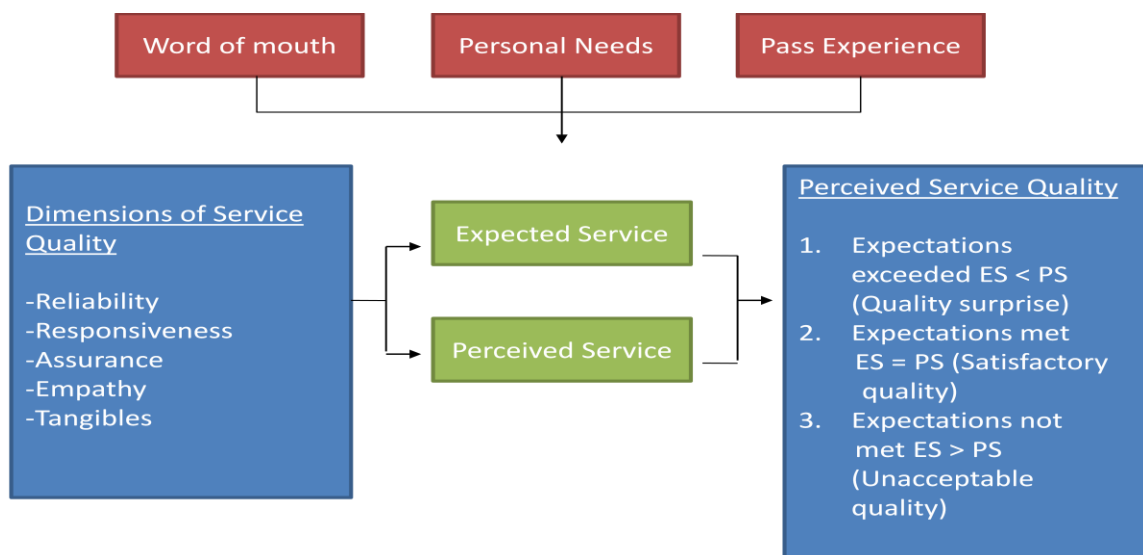 Word of mouth
Personal Needs
Pass Experience
Dimensions of Service
Quality
-Reliability
-Responsiveness
-Assurance
-Empathy
-Tangibles
Expected Service
Perceived Service
Perceived Service Quality
1. Expectations
exceeded ES < PS
(Quality surprise)
2. Expectations met
ES = PS (Satisfactory
quality)
3. Expectations not
met ES > PS
(Unacceptable
quality)